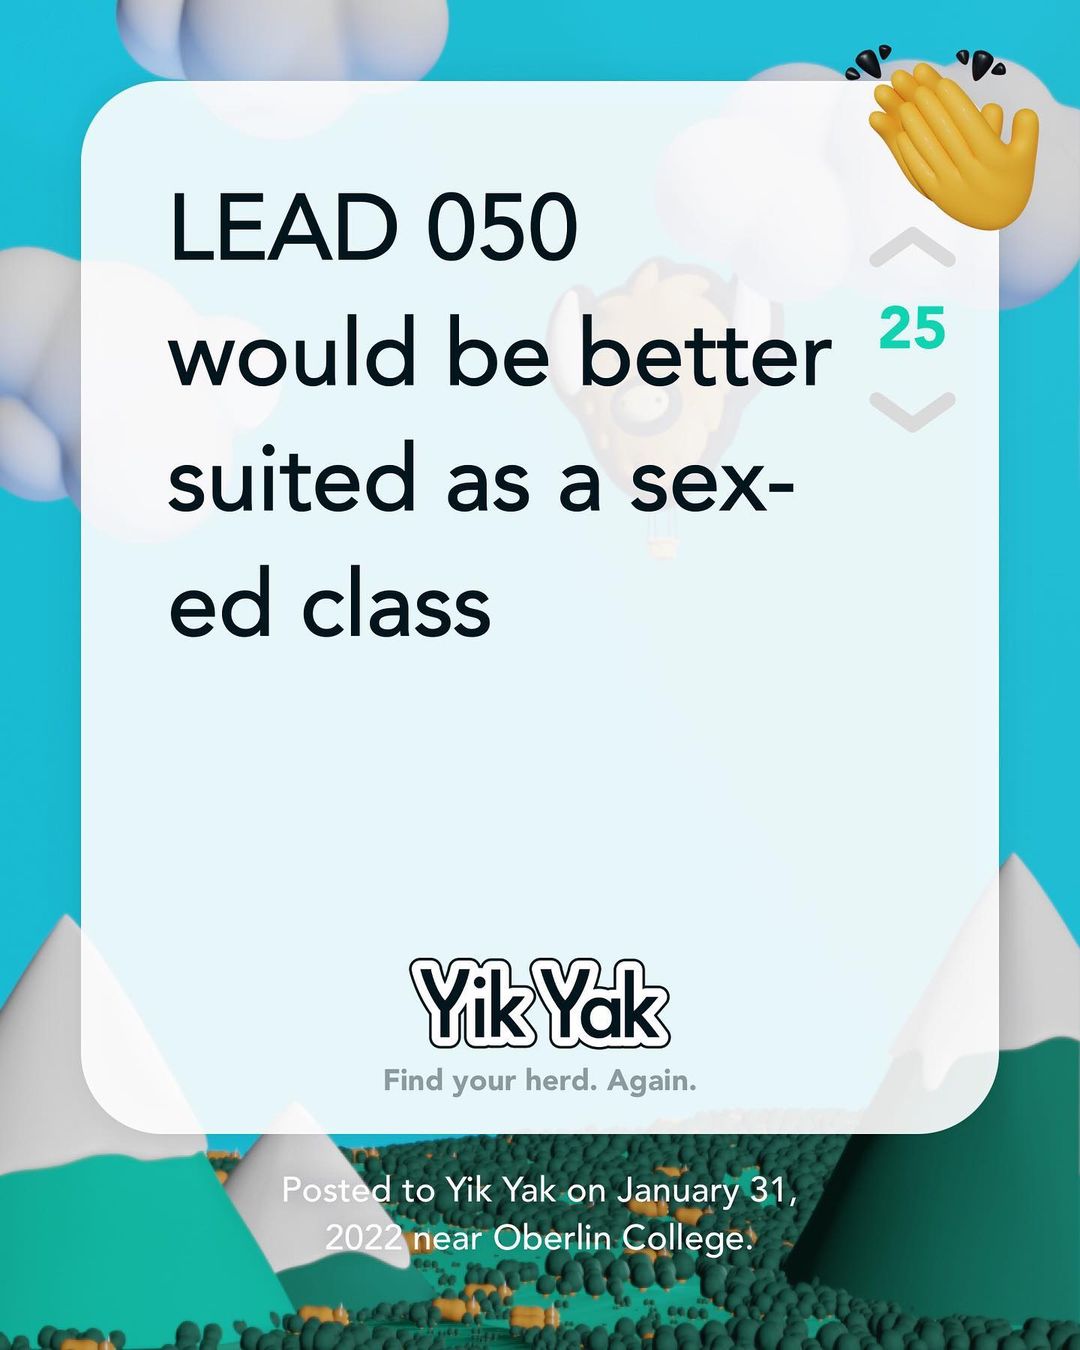 LEAD 050
would be better
suited as a sex-
ed class
25
Yik Yak
Find your herd. Again.
Posted to Yik Yak on January 31,
2022 near Oberlin College.